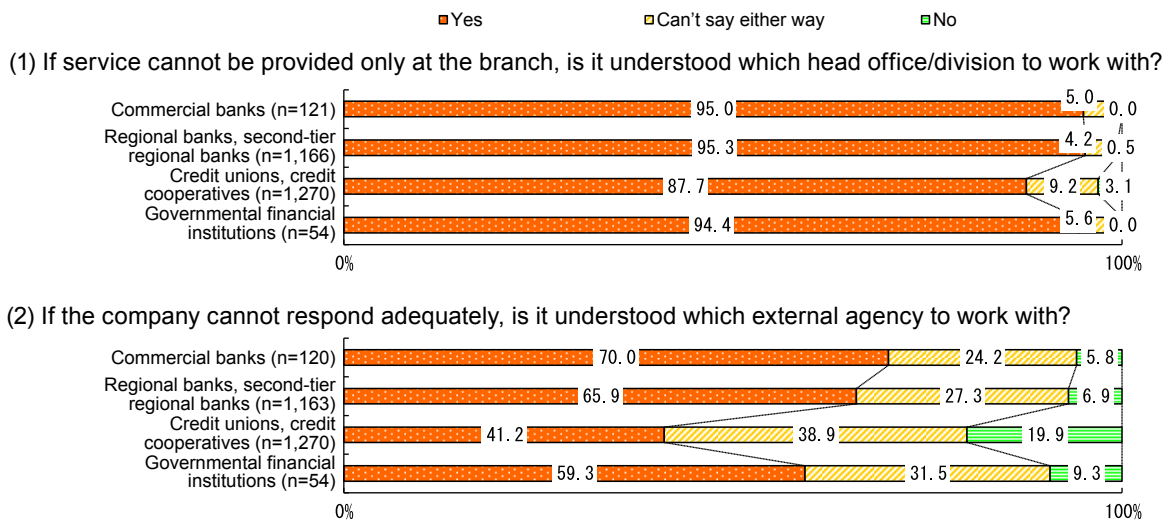 Yes Can't say either way No
(1) If service cannot be provided only at the branch, is it understood which head office/division to work with?
Commercial banks (n=121) 95.0 5.0 0.0
Regional banks, second-tier
regional banks (n=1,166) 95.3 4.2 0.5
Credit unions, credit
cooperatives (n=1,270) 87.7 9.2 3.1
Governmental financial
institutions (n=54) 94.4 5.6 0.0
0% 100%
(2) If the company cannot respond adequately, is it understood which external agency to work with?
Commercial banks (n=120) 70.0 24.2 5.8
Regional banks, second-tier
regional banks (n=1,163) 65.9 27.3 6.9
Credit unions, credit
cooperatives (n=1,270) 41.2 38.9 19.9
Governmental financial
institutions (n=54) 59.3 31.5 9.3
0% 100%